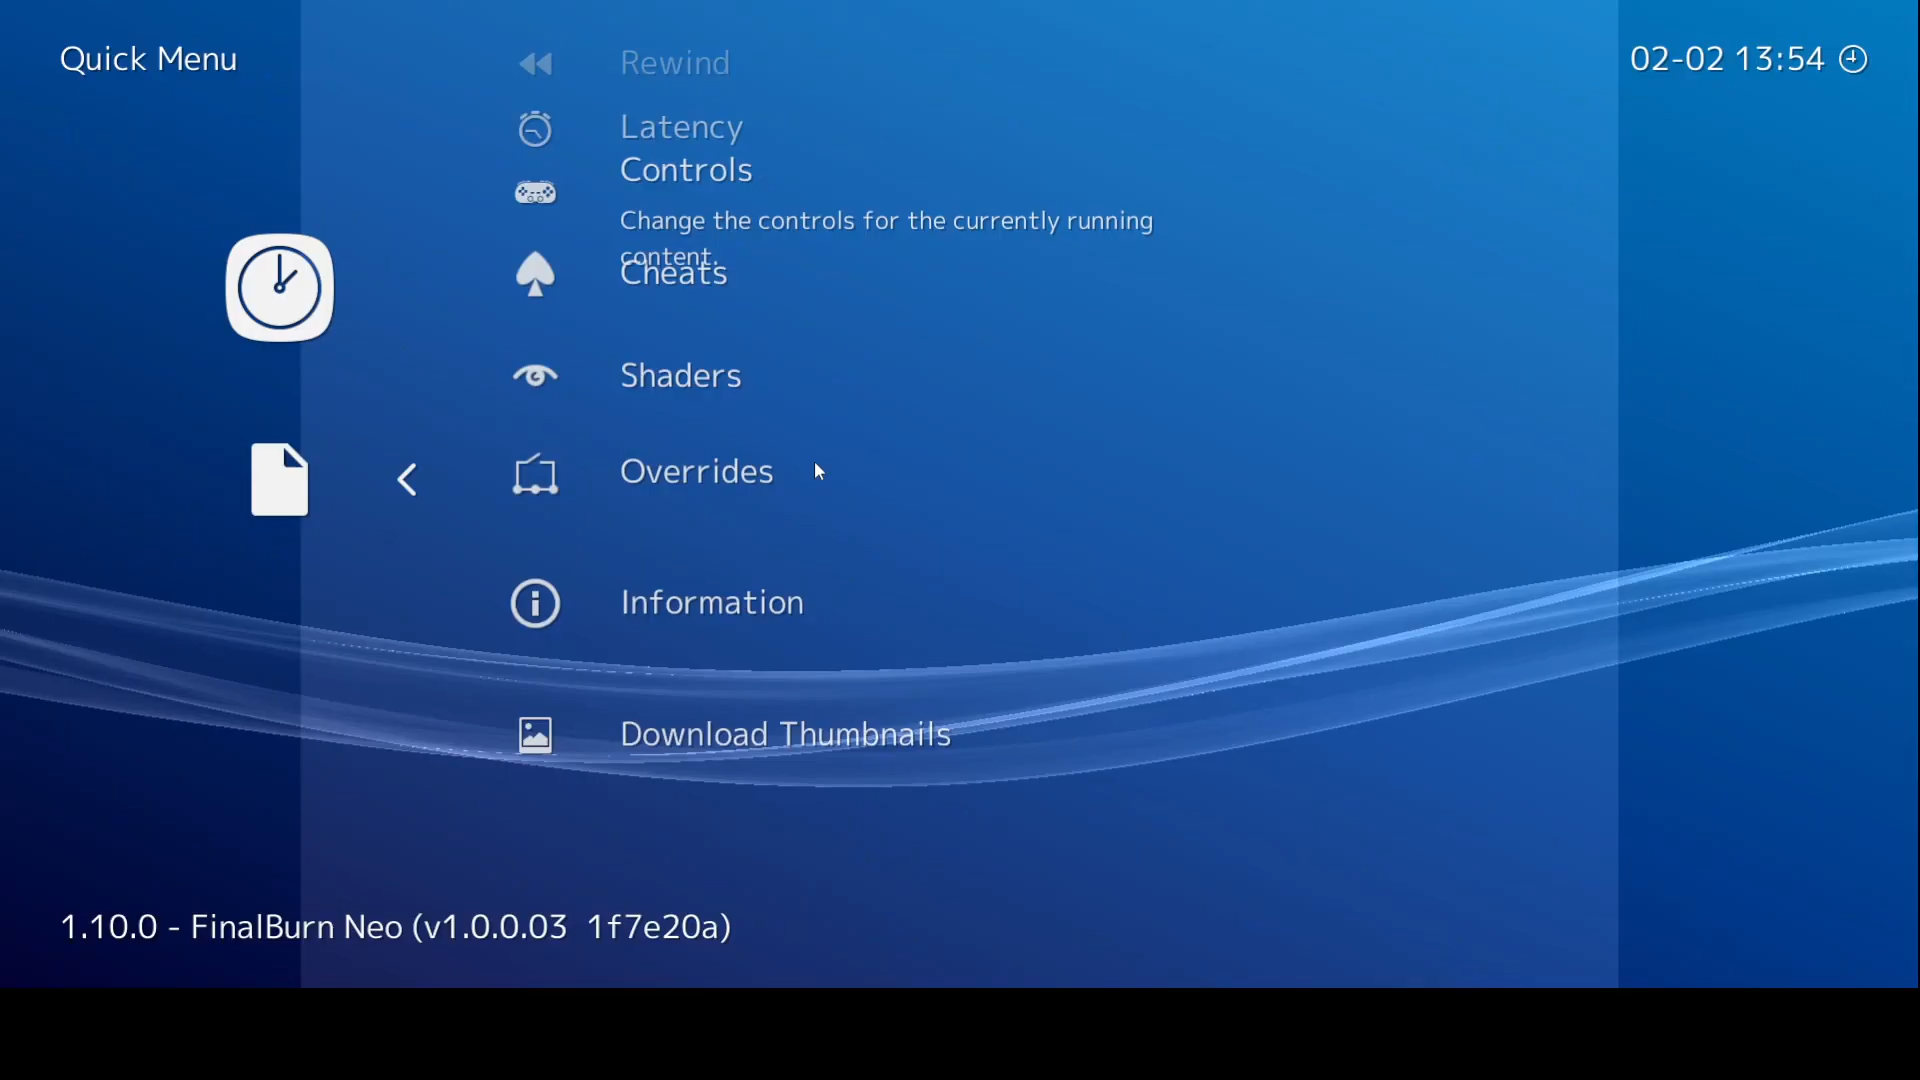 Quick Menu
02-02 13:54
Rewind
Latency
Controls
Change the controls for the currently running
content.
Cheats
Shaders
Overrides
Information
Download Thumbnails
1.10.0 - FinalBurn Neo (v1.0.0.03 1f7e20a)